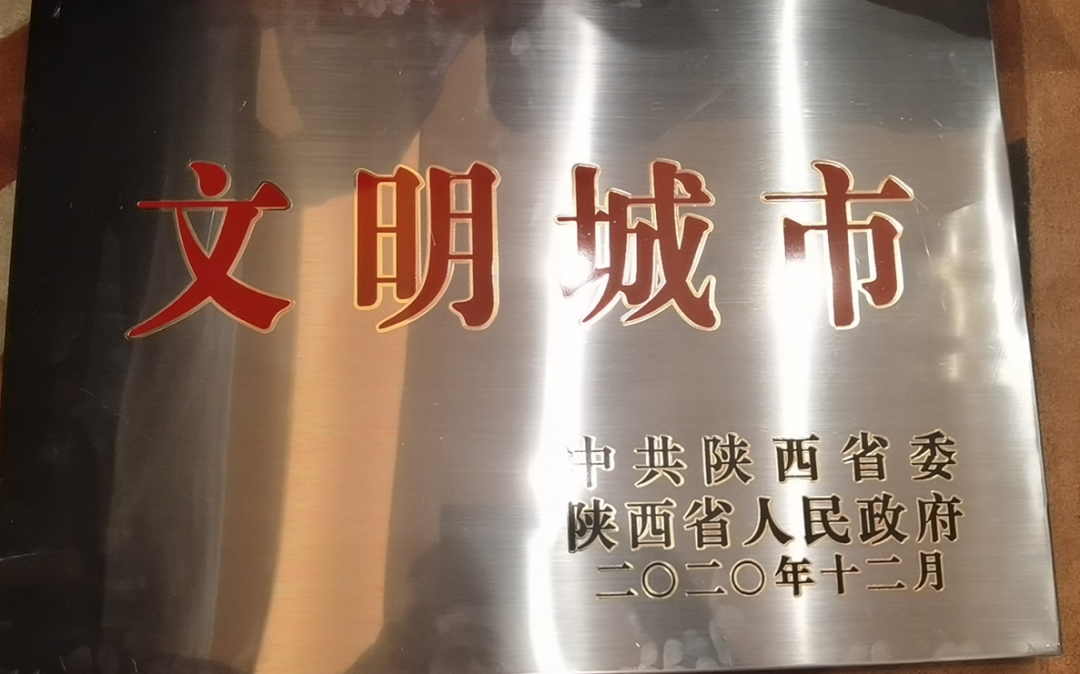 文明城市
中共陕西省委
陕西省人民政府
二〇二〇年十二月